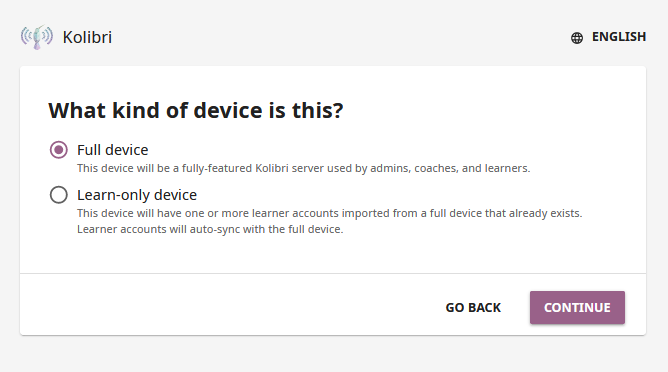 Kolibri
ENGLISH
What kind of device is this?
Full device
This device will be a fully-featured Kolibri server used by admins, coaches, and learners.
Learn-only device
This device will have one or more learner accounts imported from a full device that already exists.
Learner accounts will auto-sync with the full device.
GO BACK
CONTINUE